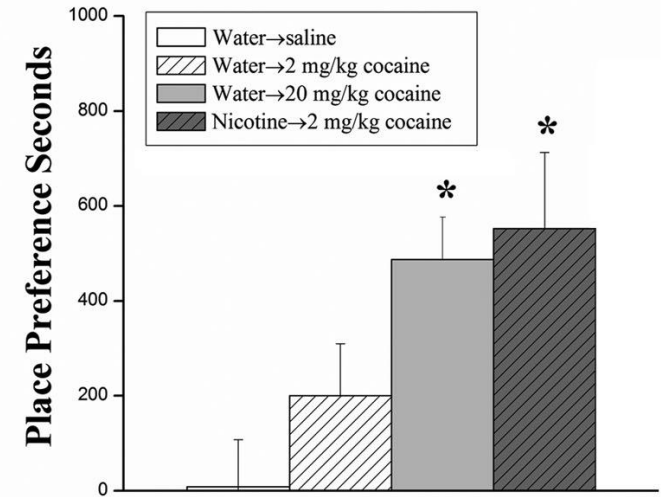 1000
800
600
400
200
0
Place Preference Seconds
Water→saline
Water→2 mg/kg cocaine
Water→20 mg/kg cocaine
Nicotine→2 mg/kg cocaine
*
*